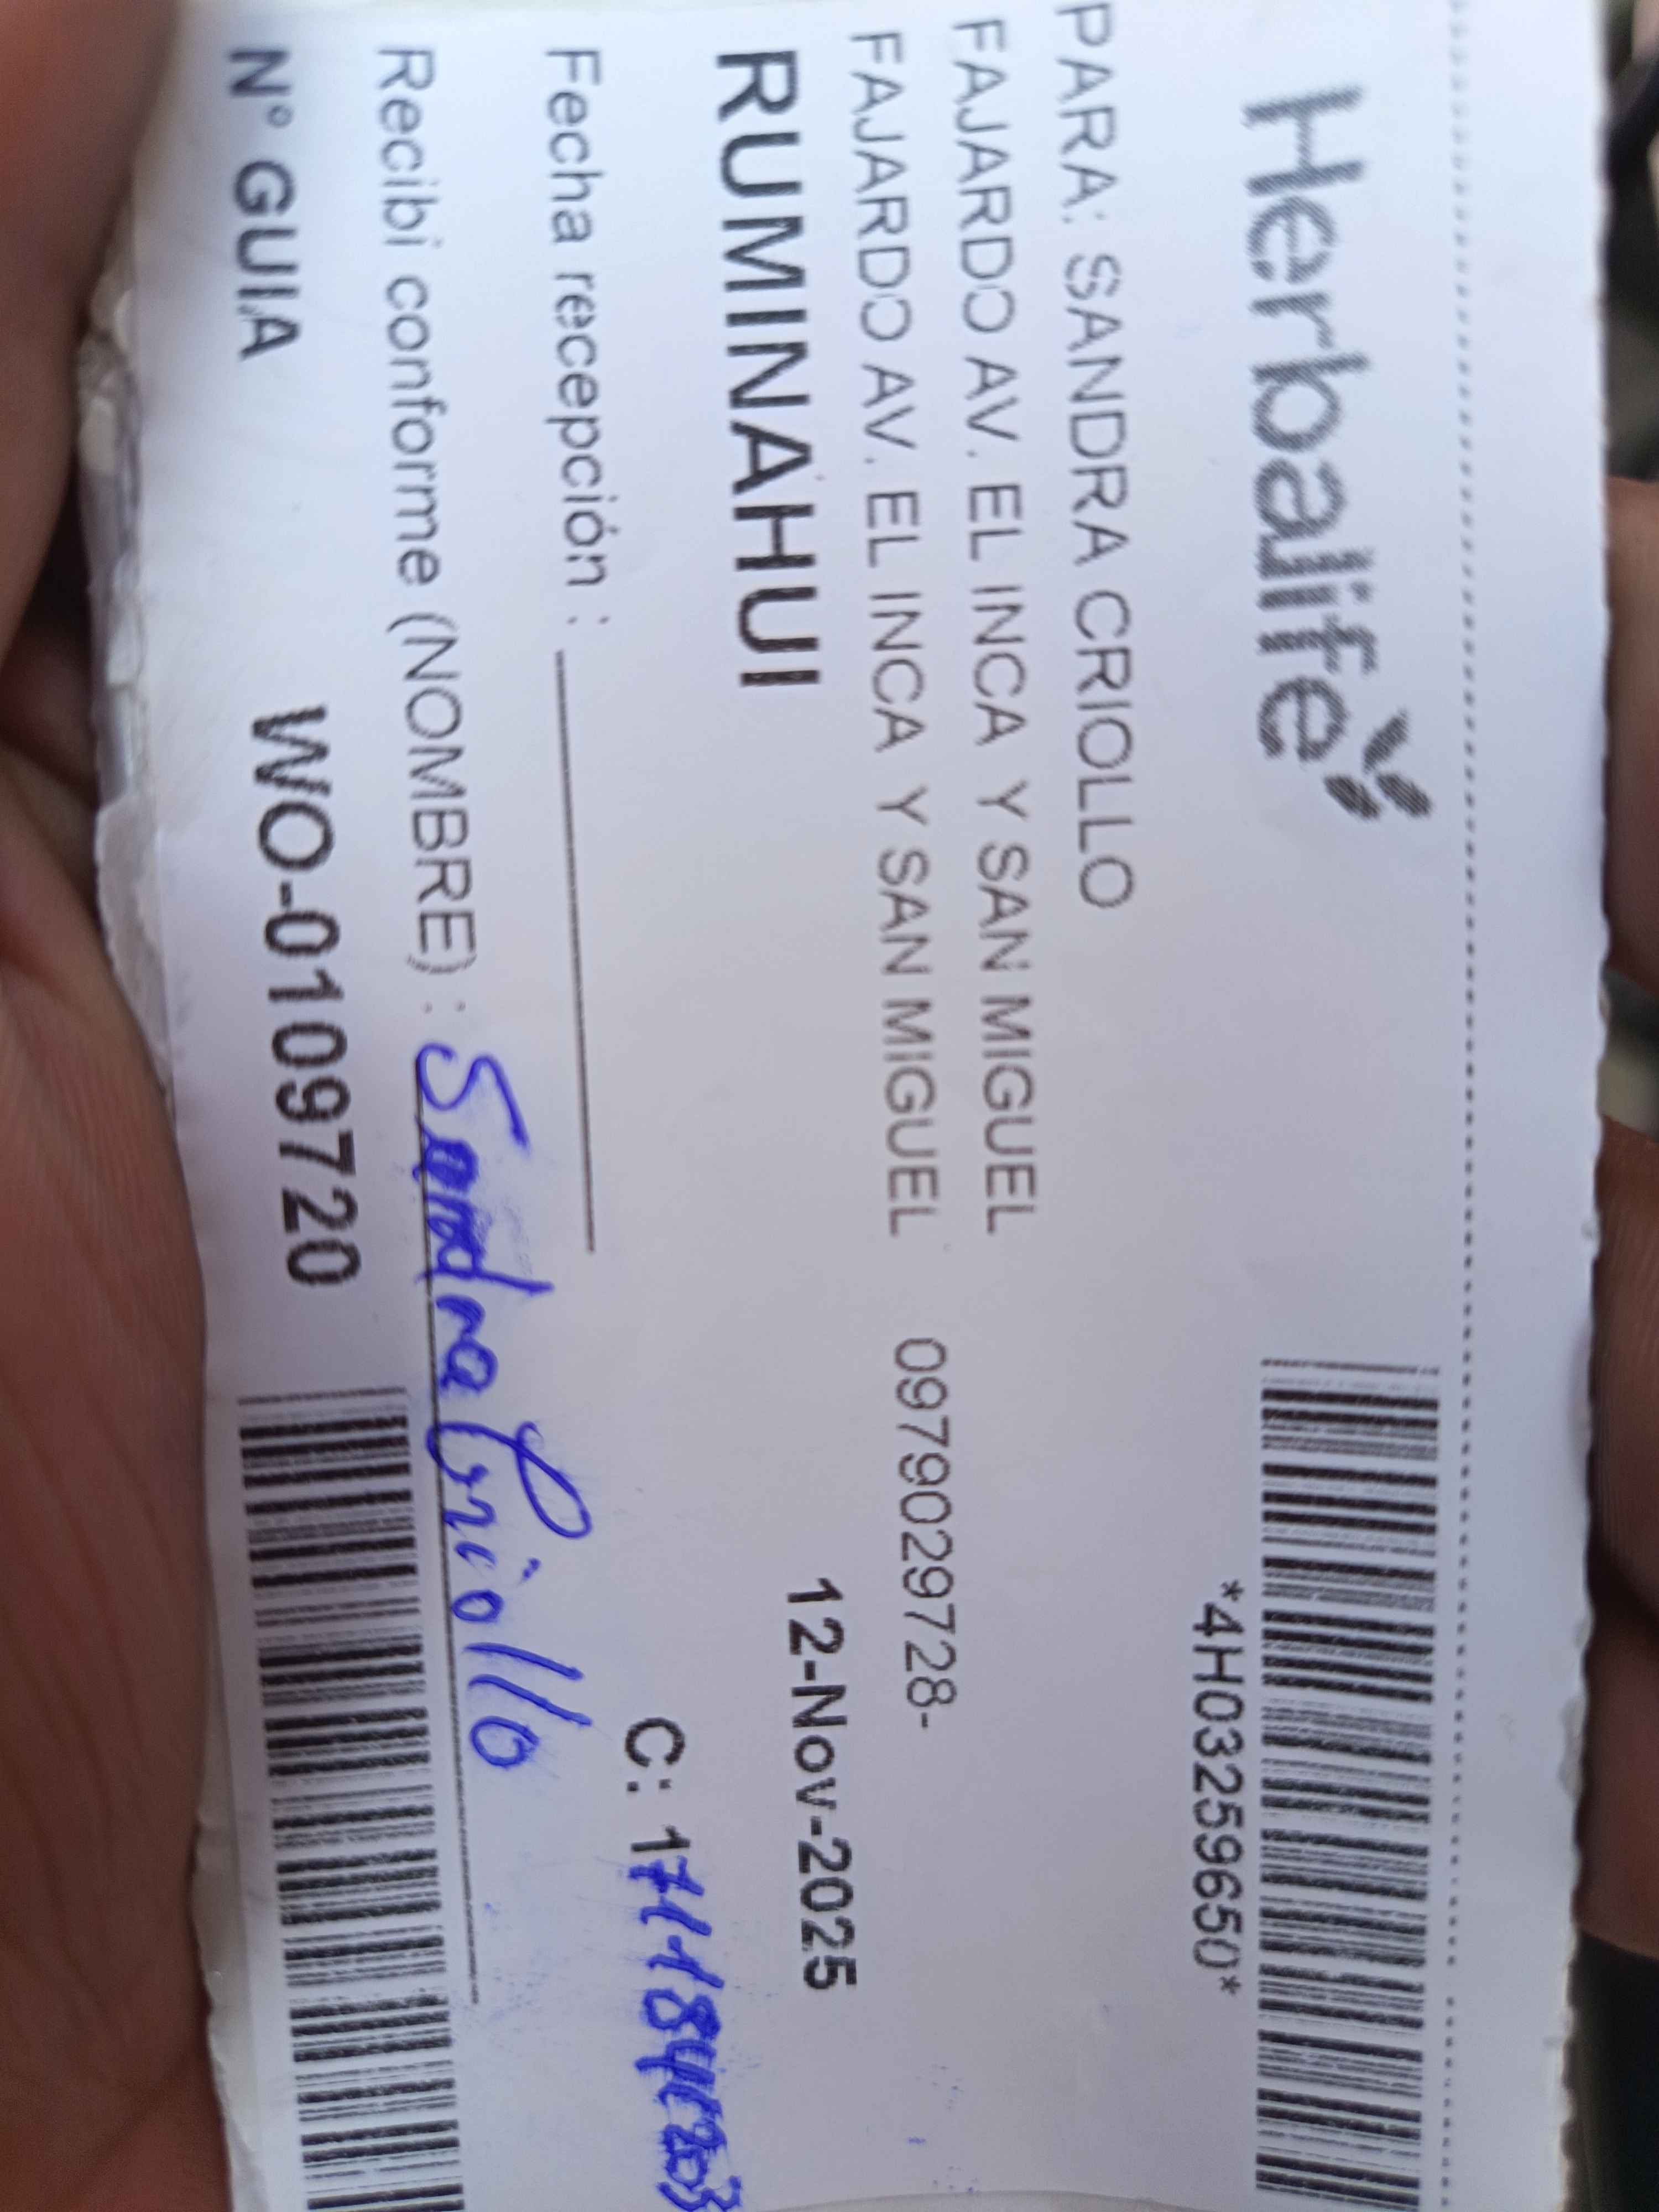 Herbalife
*4H03259650*
PARA: SANDRA CRIOLLO
FAJARDO AV. EL INCA Y SAN MIGUEL
FAJARDO AV. EL INCA Y SAN MIGUEL 0979029728-
RUMINAHUI 12-Nov-2025
Fecha recepción :
C:
Recibi conforme (NOMBRE) : Sandra Criollo
N° GUIA WO-0109720